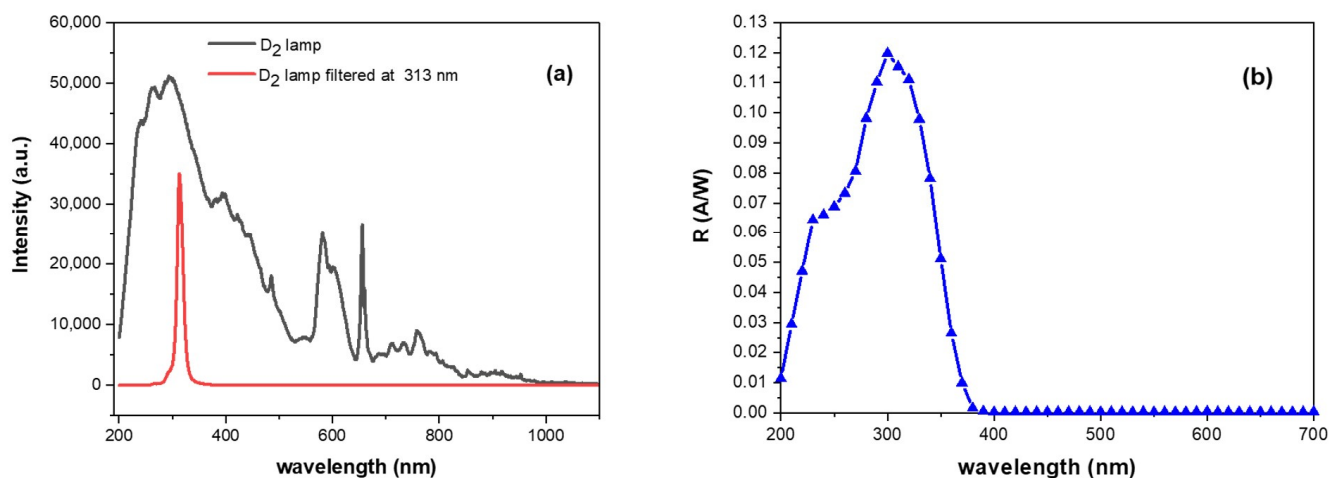 60,000
50,000
40,000
30,000
20,000
10,000
0
Intensity (a.u.)
D2 lamp
D2 lamp filtered at 313 nm
(a)
200 400 600 800 1000
wavelength (nm)
0.13
0.12
0.11
0.10
0.09
0.08
0.07
0.06
0.05
0.04
0.03
0.02
0.01
0.00
R (A/W)
(b)
200 300 400 500 600 700
wavelength (nm)